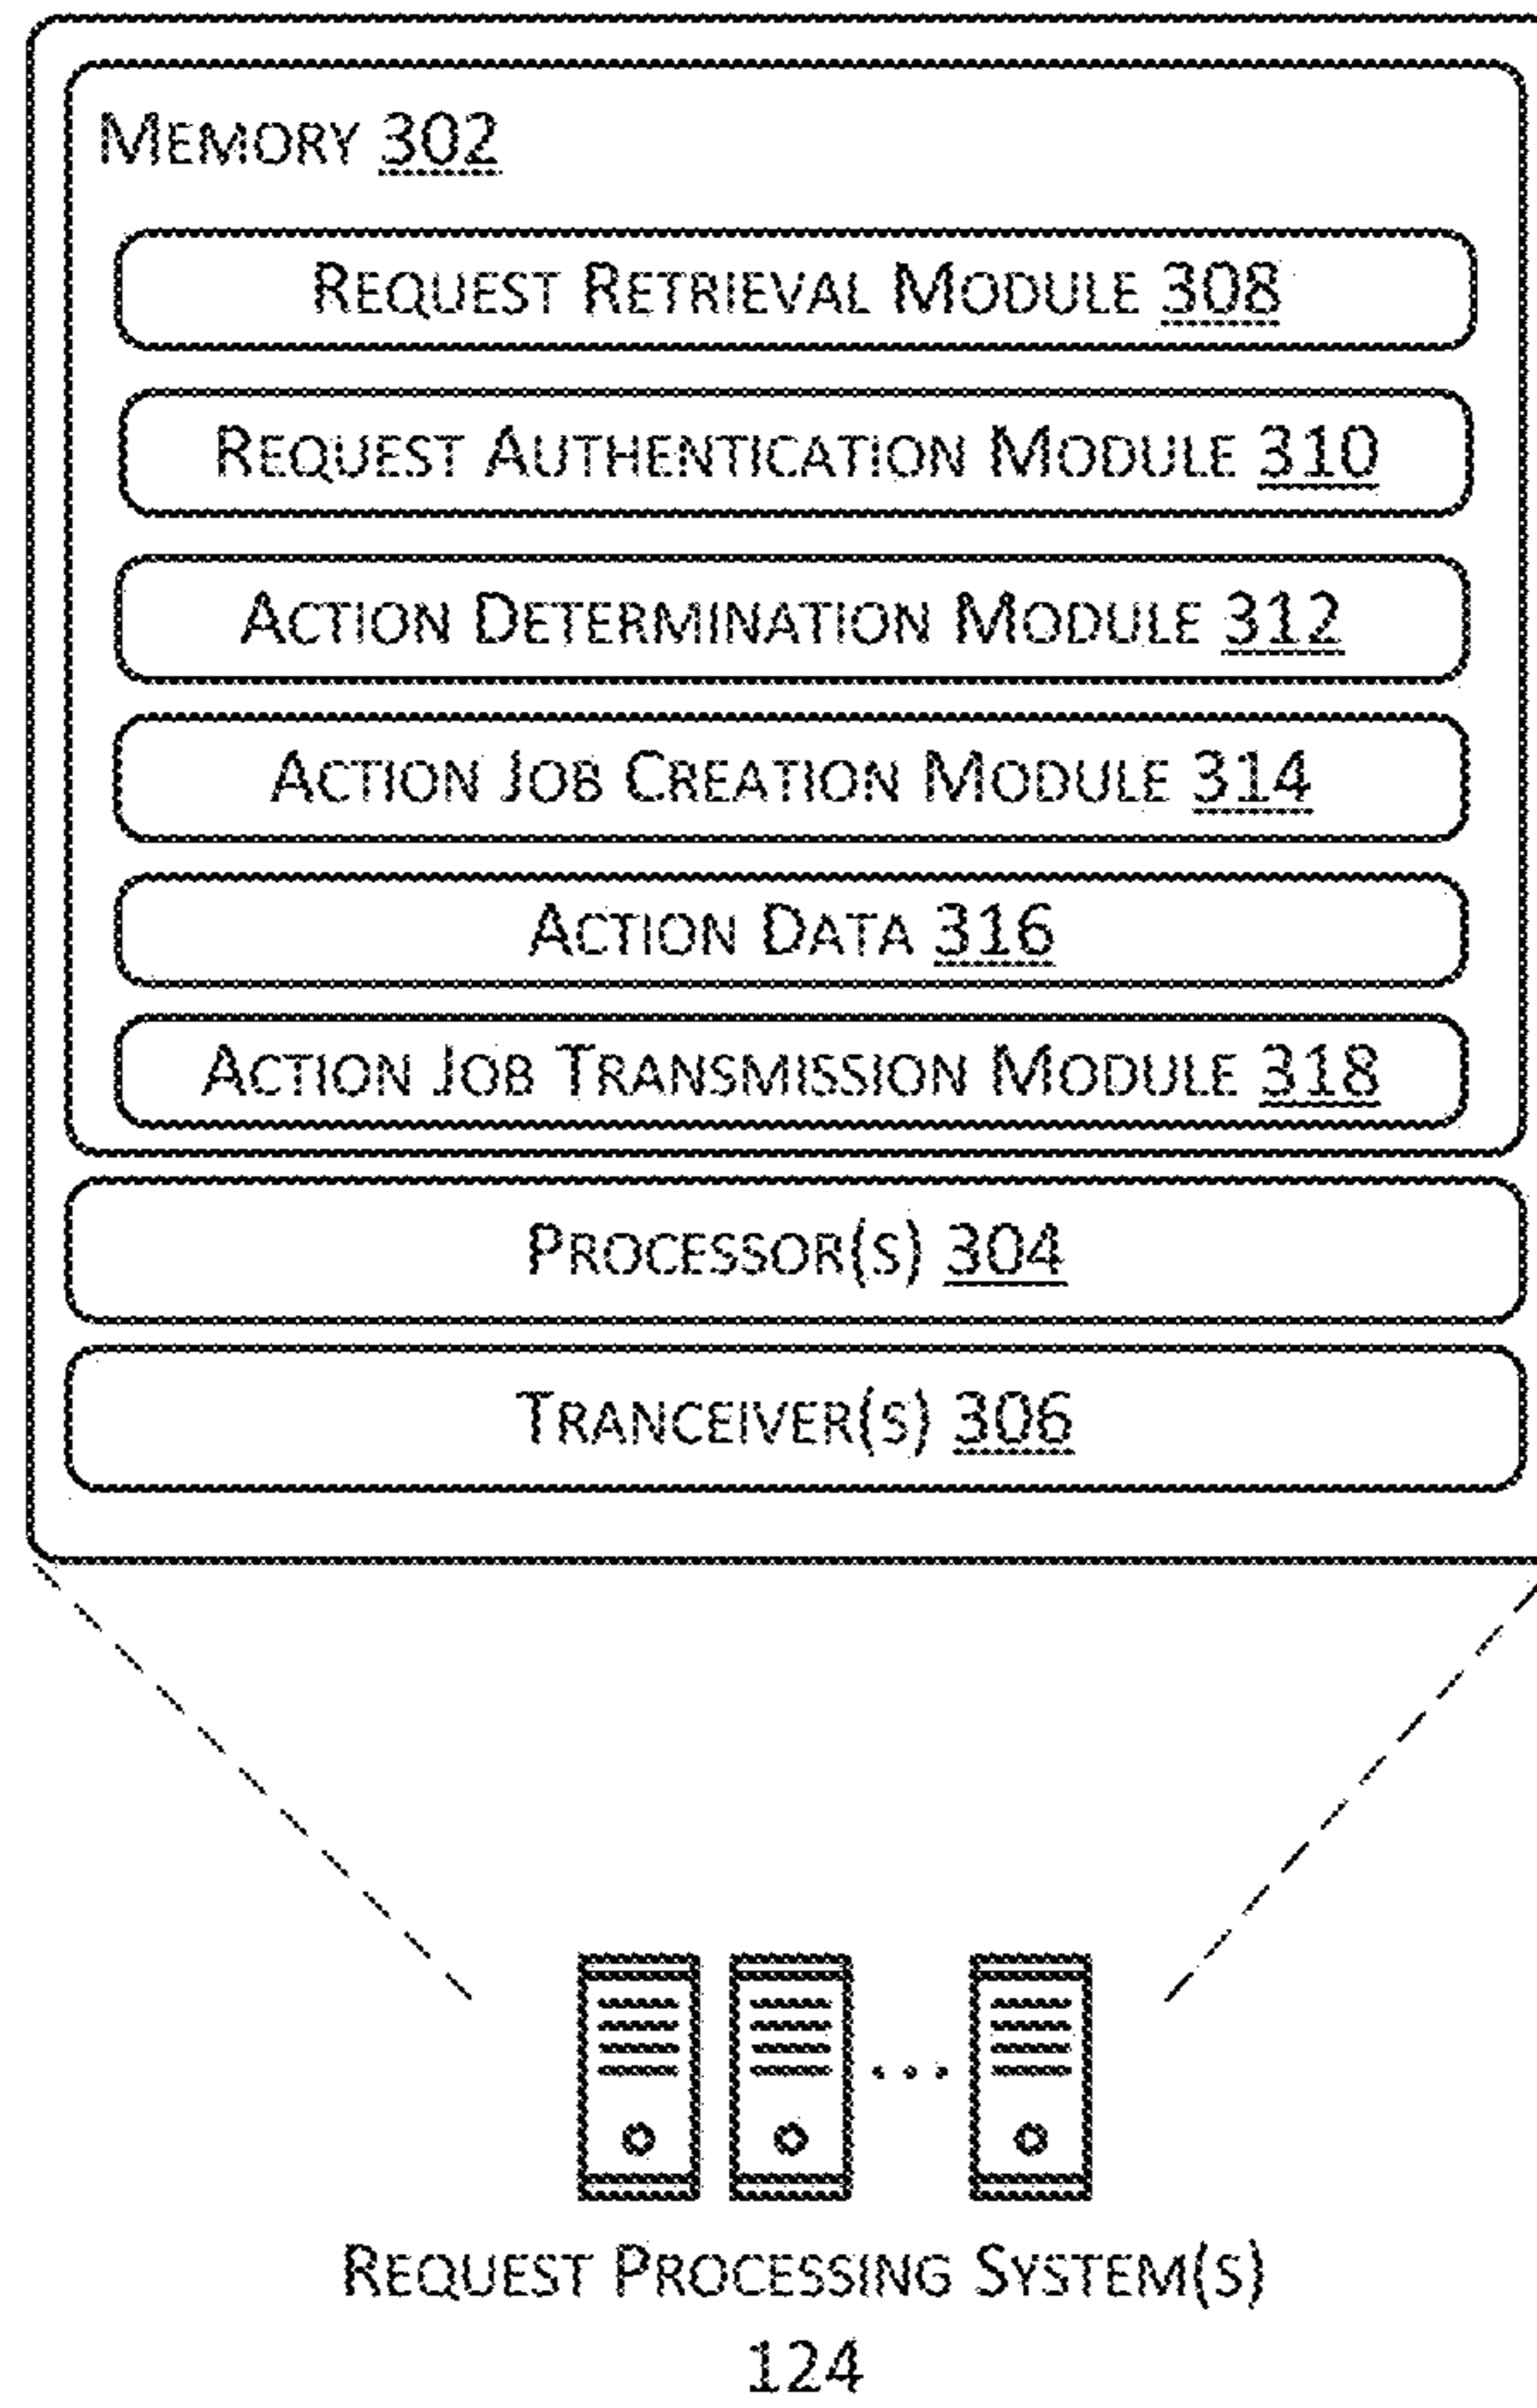 MEMORY 302
REQUEST RETRIEVAL MODULE 308
REQUEST AUTHENTICATION MODULE 310
ACTION DETERMINATION MODULE 312
ACTION JOB CREATION MODULE 314
ACTION DATA 316
ACTION JOB TRANSMISSION MODULE 318
PROCESSOR(S) 304
TRANCEIVER(S) 306
REQUEST PROCESSING SYSTEM(S)
124